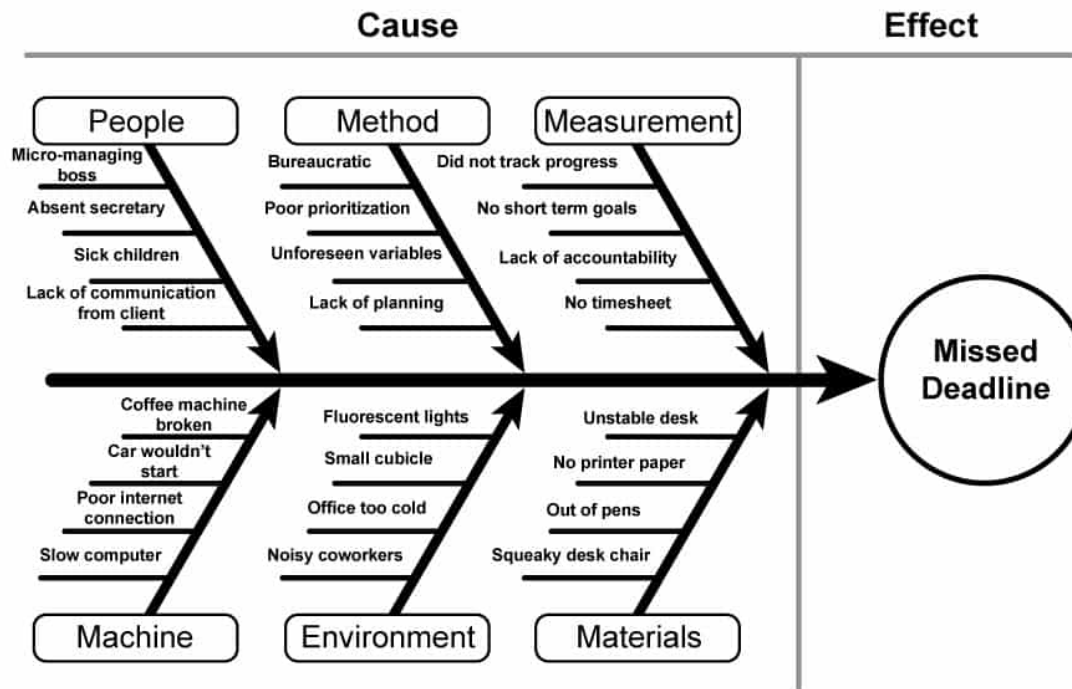 Cause
Effect
People
Method
Measurement
Micro-managing
boss
Absent secretary
Sick children
Lack of communication
from client
Bureaucratic
Poor prioritization
Unforeseen variables
Lack of planning
Did not track progress
No short term goals
Lack of accountability
No timesheet
Missed
Deadline
Coffee machine
broken
Car wouldn't
start
Poor internet
connection
Slow computer
Fluorescent lights
Small cubicle
Office too cold
Noisy coworkers
Unstable desk
No printer paper
Out of pens
Squeaky desk chair
Machine
Environment
Materials